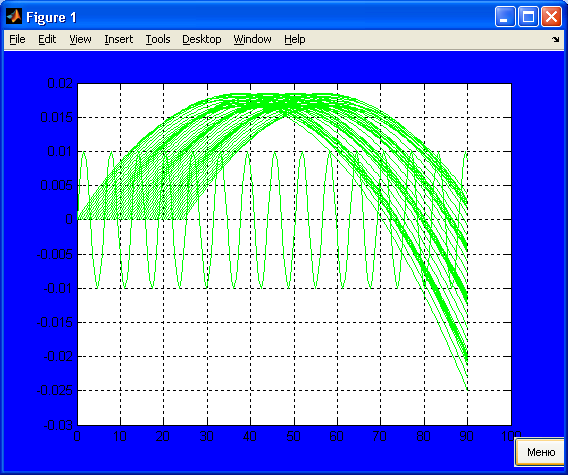 Figure 1
File Edit View Insert Tools Desktop Window Help
0.02
0.015
0.01
0.005
0
-0.005
-0.01
-0.015
-0.02
-0.025
-0.03
0 10 20 30 40 50 60 70 80 90 100
Меню